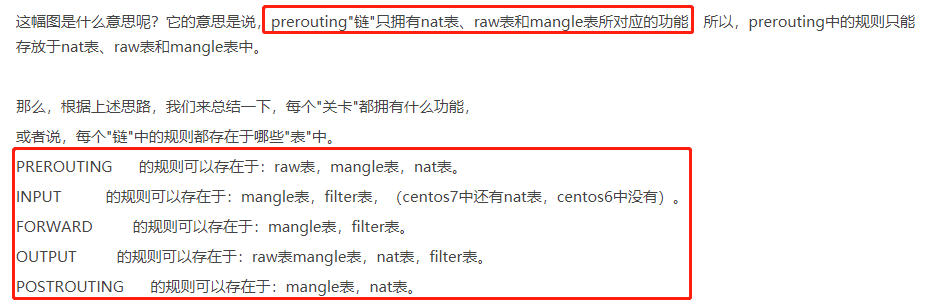 这幅图是什么意思呢？它的意思是说，prerouting"链"只拥有nat表、raw表和mangle表所对应的功能，所以，prerouting中的规则只能
存放于nat表、raw表和mangle表中。
那么，根据上述思路，我们来总结一下，每个"关卡"都拥有什么功能，
或者说，每个"链"中的规则都存在于哪些"表"中。
PREROUTING 的规则可以存在于：raw表，mangle表，nat表。
INPUT 的规则可以存在于：mangle表，filter表，（centos7中还有nat表，centos6中没有）。
FORWARD 的规则可以存在于：mangle表，filter表。
OUTPUT 的规则可以存在于：raw表mangle表，nat表，filter表。
POSTROUTING 的规则可以存在于：mangle表，nat表。